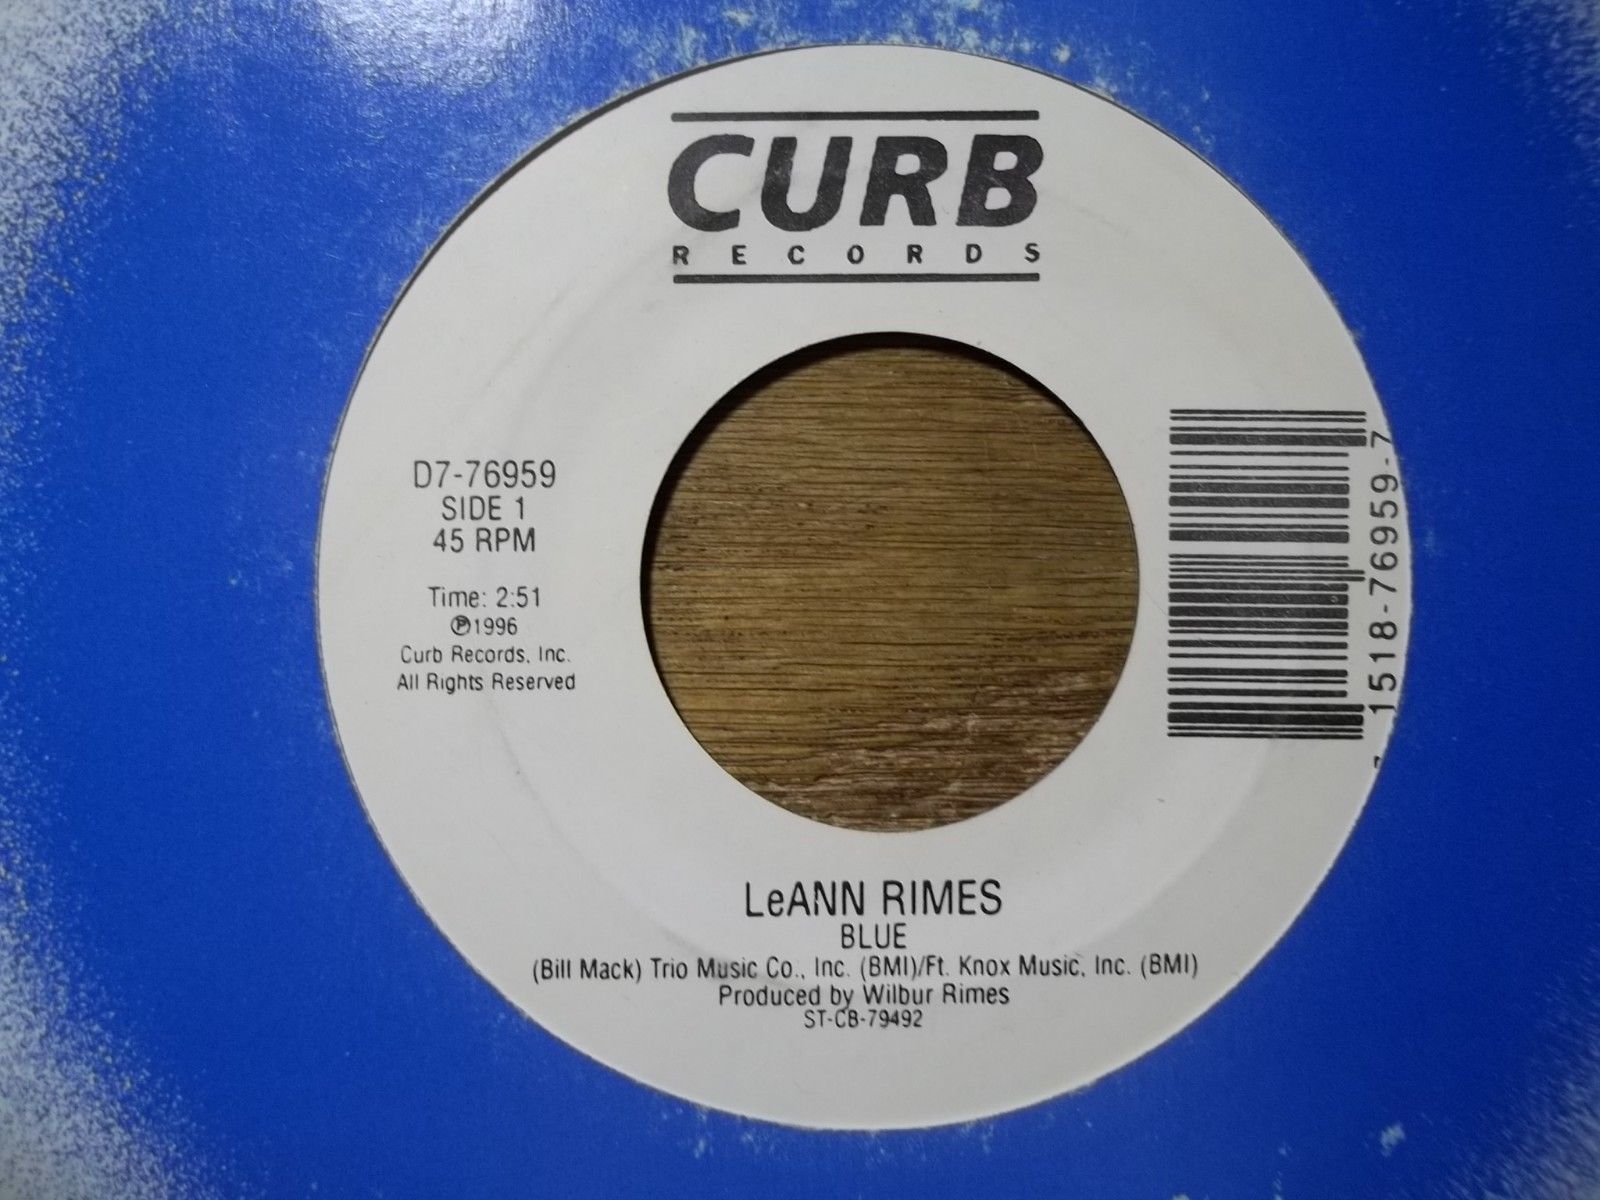 CURB
RECORDS
D7-76959
SIDE 1
45 RPM
Time: 2:51
℗1996
Curb Records, Inc.
All Rights Reserved
1518-76959-7
LeANN RIMES
BLUE
(Bill Mack) Trio Music Co., Inc. (BMI)/Ft. Knox Music, Inc. (BMI)
Produced by Wilbur Rimes
ST-CB-79492